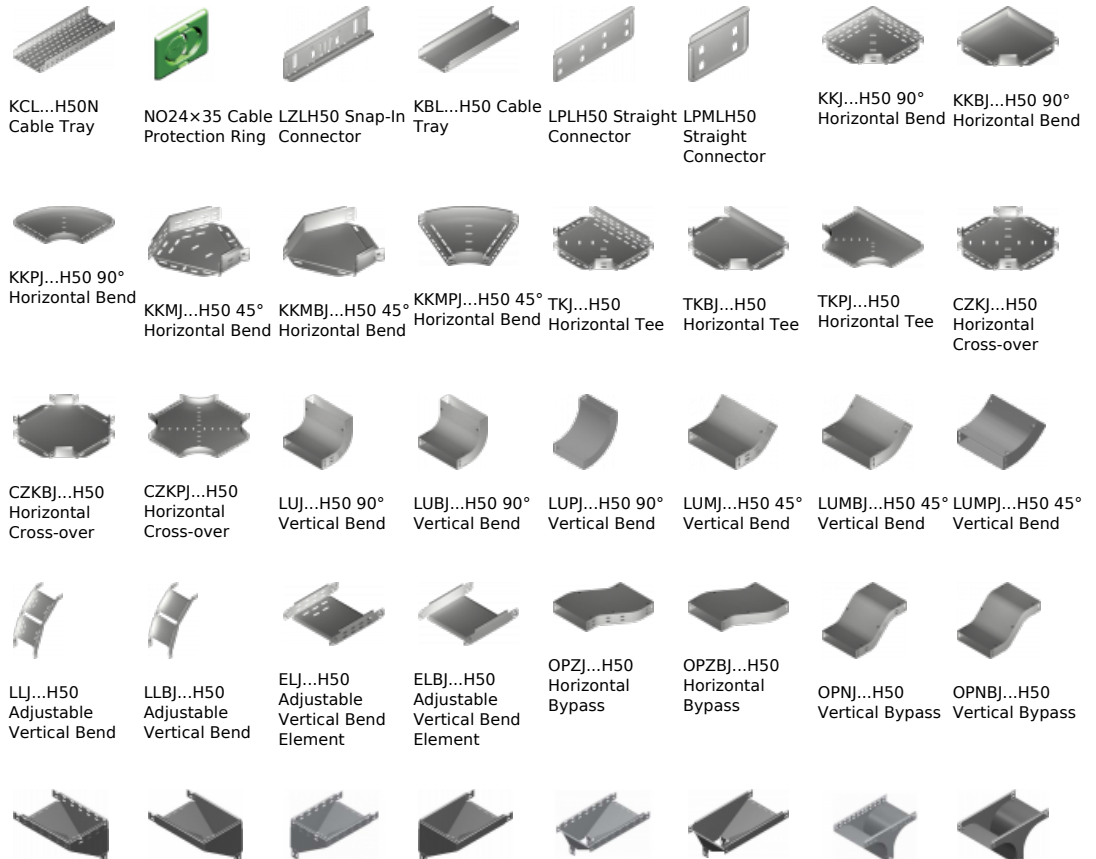 KCL...H50N
Cable Tray
NO24×35 Cable
Protection Ring
LZLH50 Snap-In
Connector
KBL...H50 Cable
Tray
LPLH50 Straight
Connector
LPMLH50
Straight
Connector
KKJ...H50 90°
Horizontal Bend
KKBJ...H50 90°
Horizontal Bend
KKPJ...H50 90°
Horizontal Bend
KKMJ...H50 45°
Horizontal Bend
KKMBJ...H50 45°
Horizontal Bend
KKMPJ...H50 45°
Horizontal Bend
TKJ...H50
Horizontal Tee
TKBJ...H50
Horizontal Tee
TKPJ...H50
Horizontal Tee
CZKJ...H50
Horizontal
Cross-over
CZKBJ...H50
Horizontal
Cross-over
CZKPJ...H50
Horizontal
Cross-over
LUJ...H50 90°
Vertical Bend
LUBJ...H50 90°
Vertical Bend
LUPJ...H50 90°
Vertical Bend
LUMJ...H50 45°
Vertical Bend
LUMBJ...H50 45°
Vertical Bend
LUMPJ...H50 45°
Vertical Bend
LLJ...H50
Adjustable
Vertical Bend
LLBJ...H50
Adjustable
Vertical Bend
ELJ...H50
Adjustable
Vertical Bend
Element
ELBJ...H50
Adjustable
Vertical Bend
Element
OPZJ...H50
Horizontal
Bypass
OPZBJ...H50
Horizontal
Bypass
OPNJ...H50
Vertical Bypass
OPNBJ...H50
Vertical Bypass